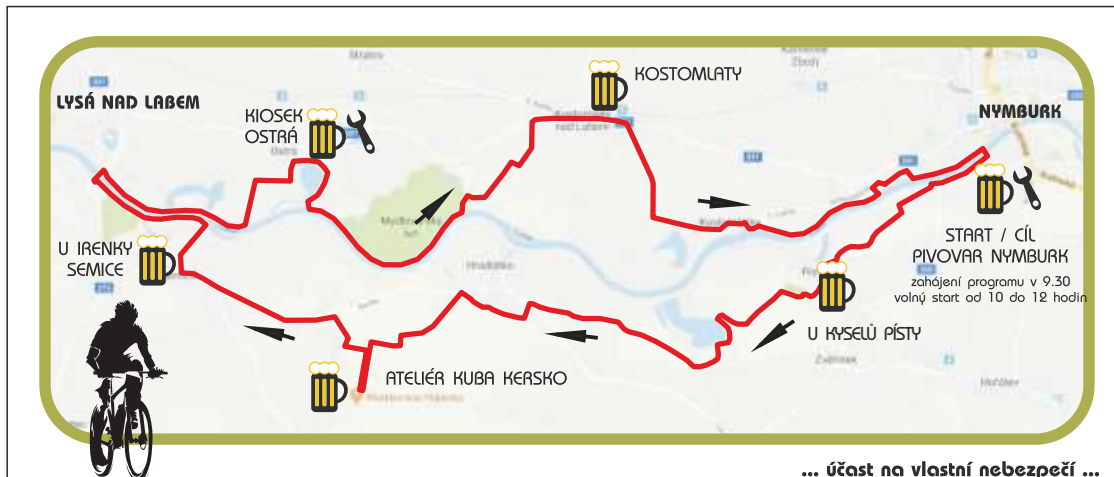 LYSÁ NAD LABEM
KIOSEK
OSTRÁ
KOSTOMLATY
NYMBURK
START / CÍL
PIVOVAR NYMBURK
zahájení programu v 9.30
volný start od 10 do 12 hodin
U KYSELŮ PÍSTY
ATELIÉR KUBA KERSKO
U IRENKY
SEMICE
... účast na vlastní nebezpečí ...